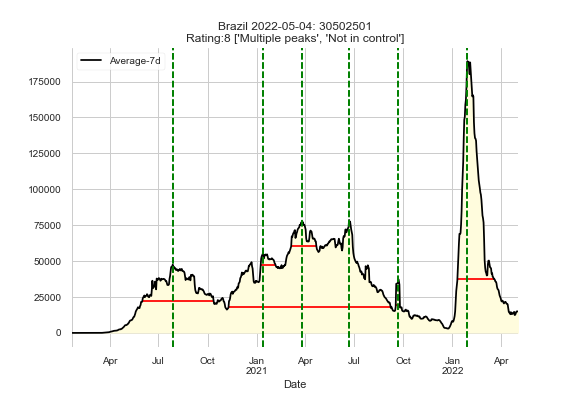 Brazil 2022-05-04: 30502501
Rating:8 ['Multiple peaks', 'Not in control']
Average-7d
175000
150000
125000
100000
75000
50000
25000
0
Apr Jul Oct Jan Apr Jul Oct Jan Apr
2021 2022
Date